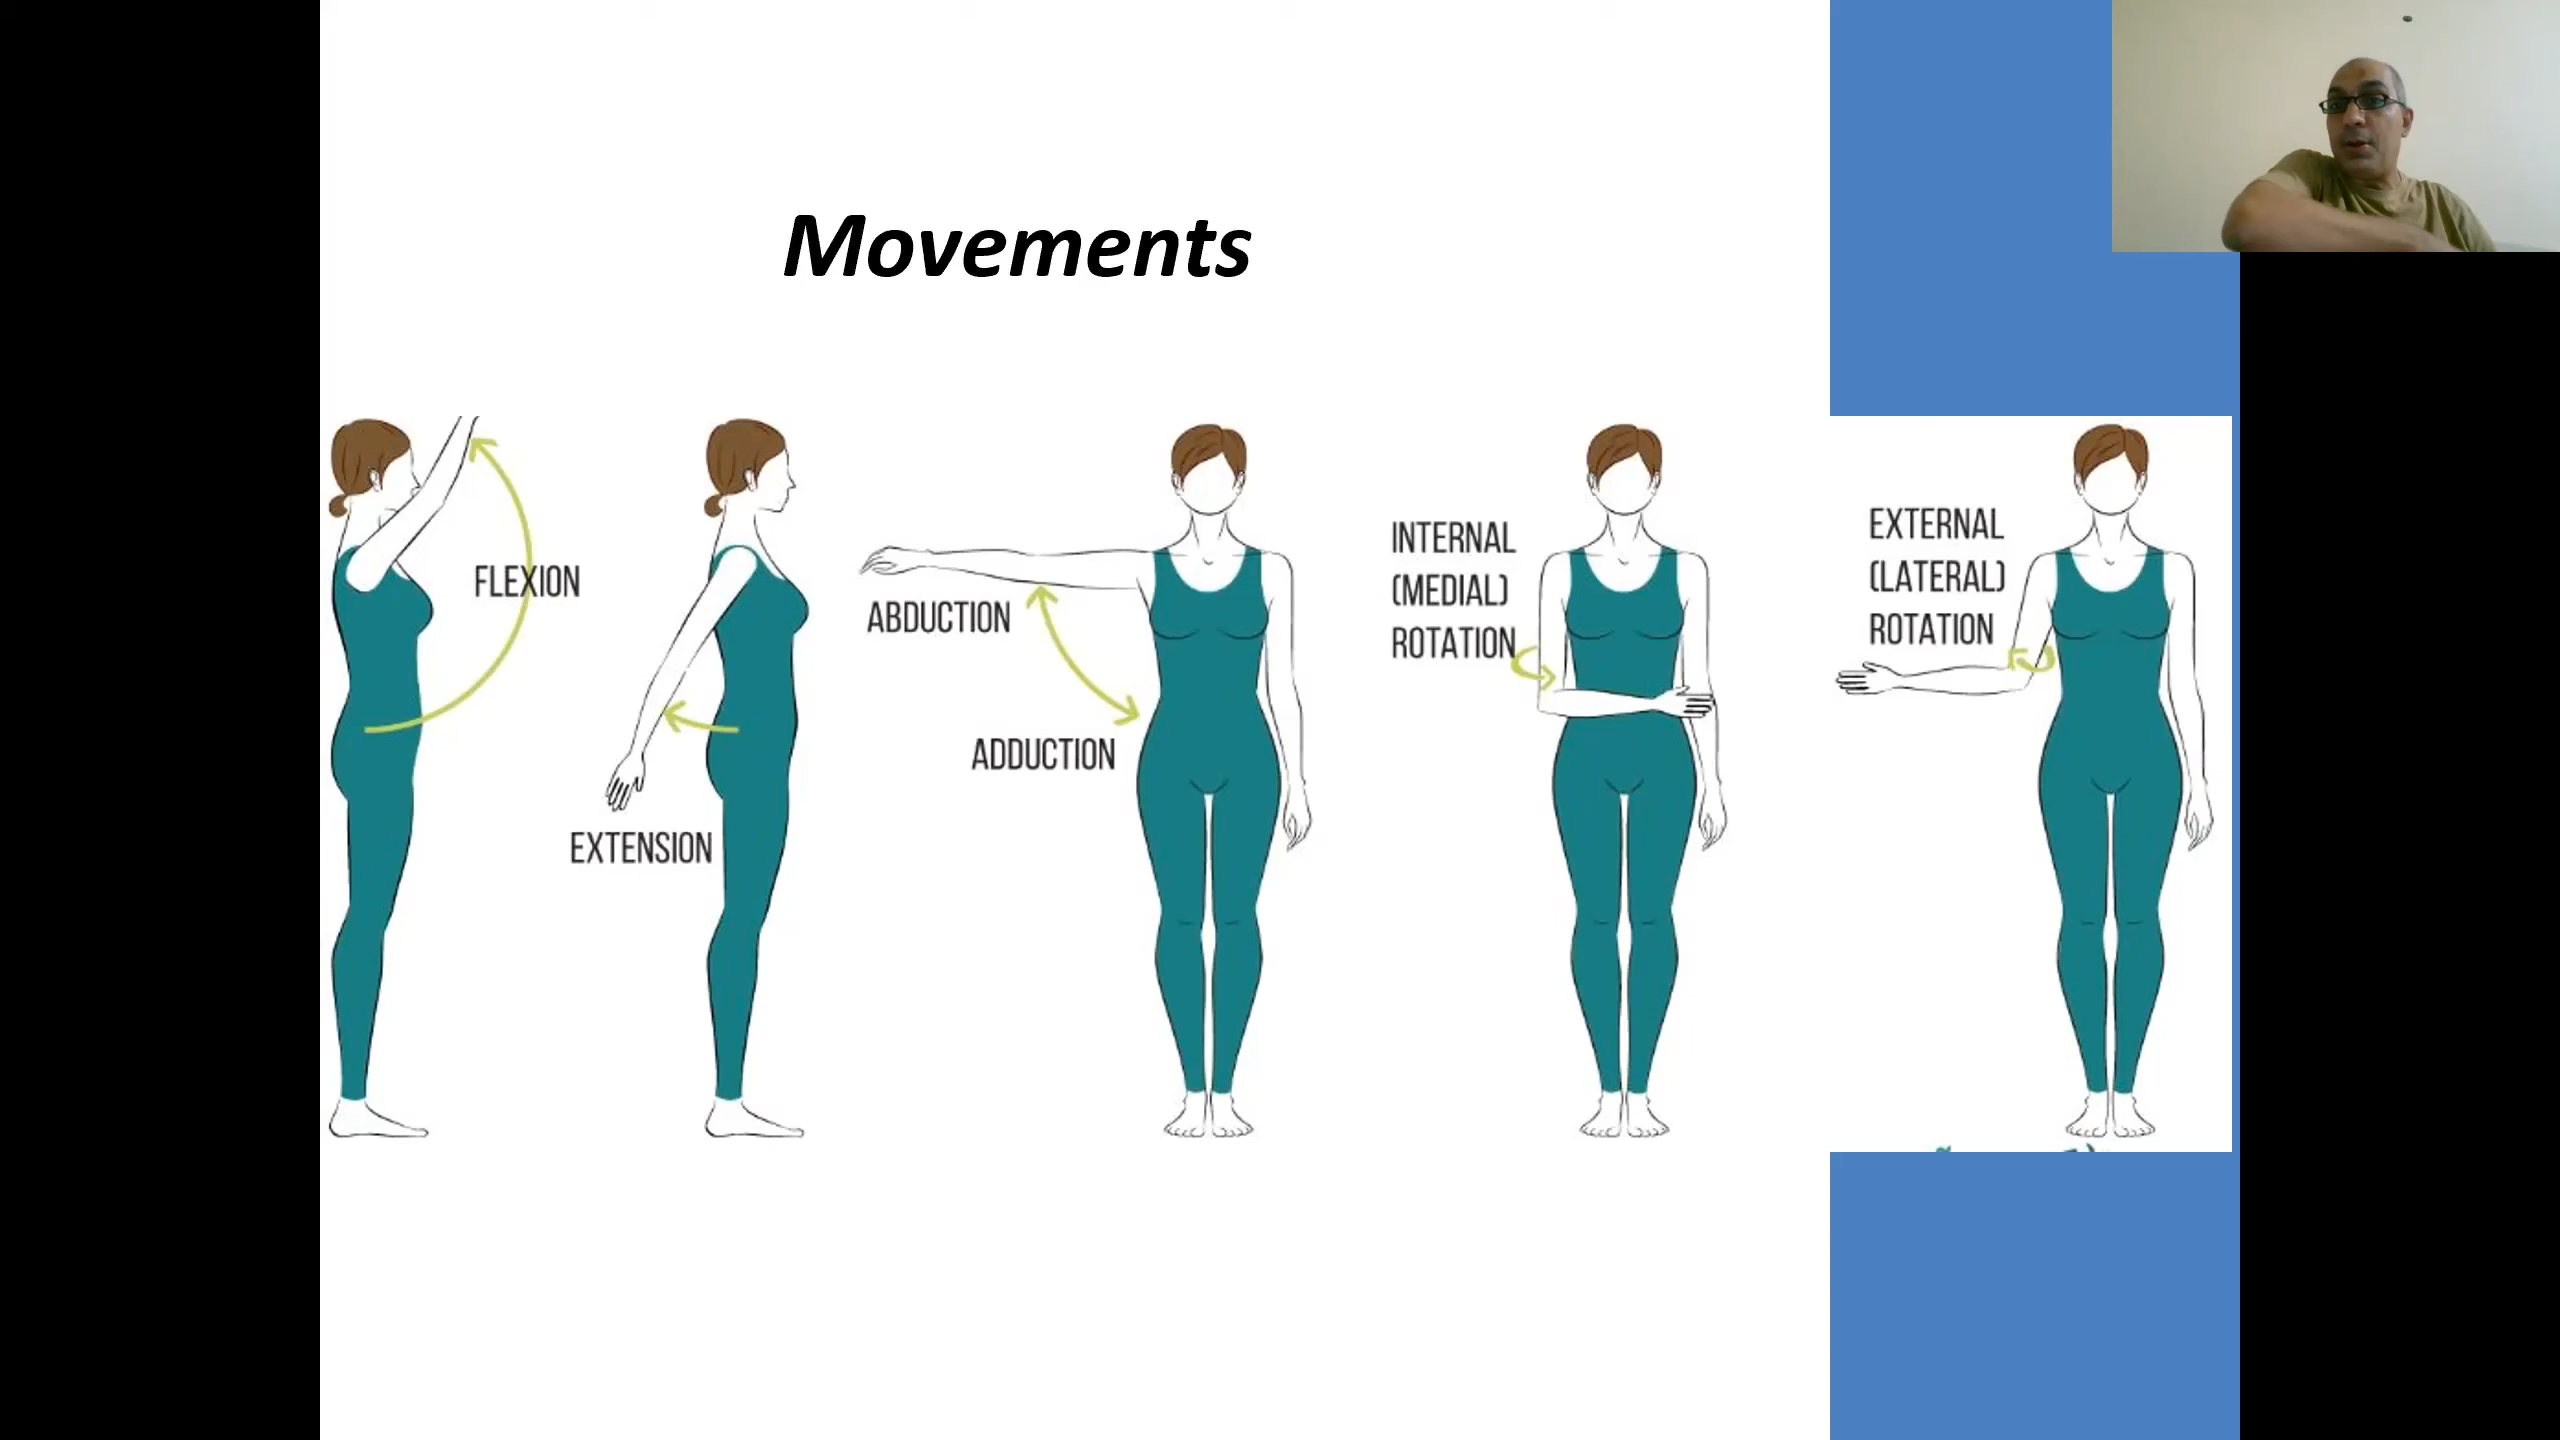 Movements
FLEXION
EXTENSION
ABDUCTION
ADDUCTION
INTERNAL
(MEDIAL)
ROTATION
EXTERNAL
(LATERAL)
ROTATION